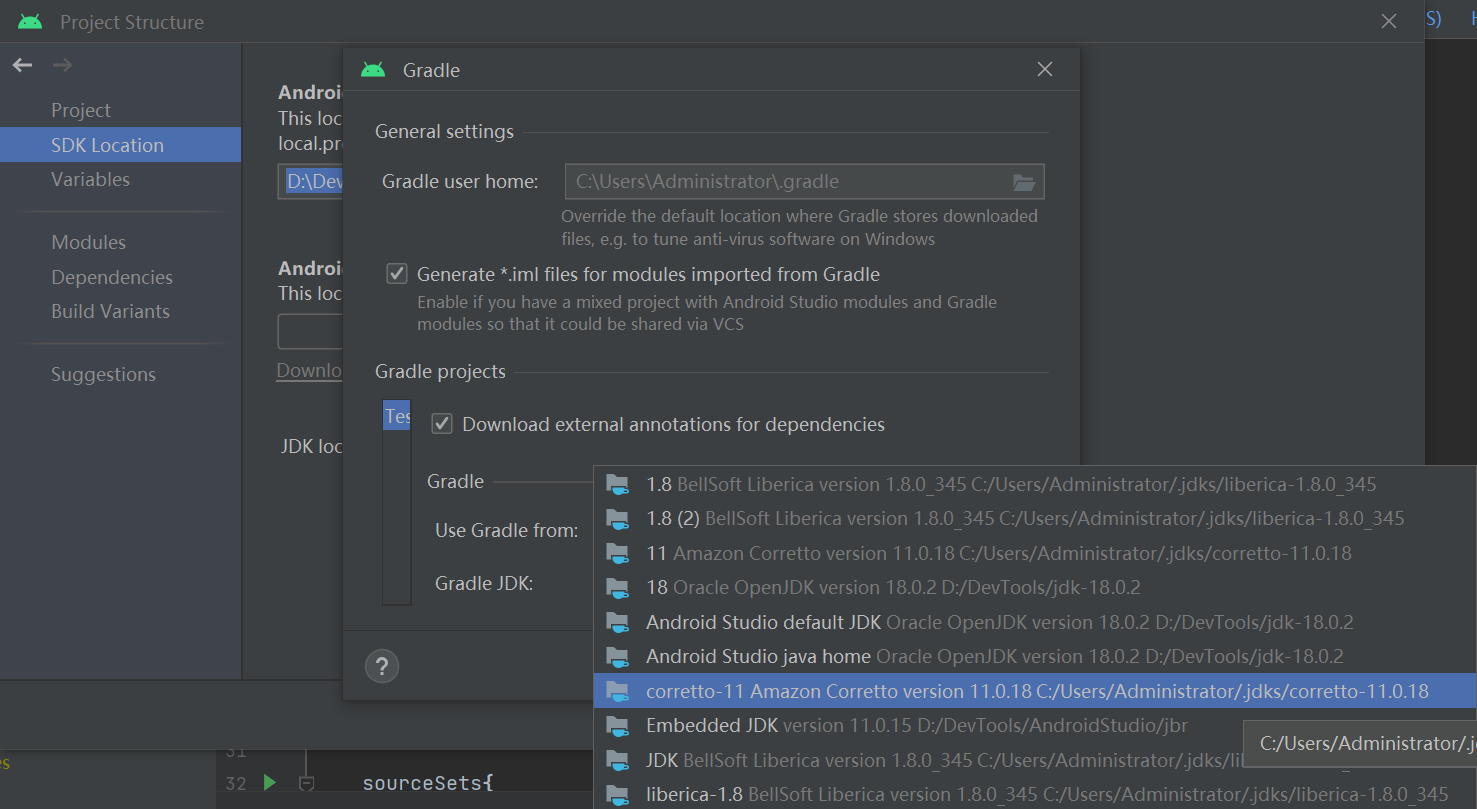 Project Structure
S)
Project
SDK Location
Variables
Modules
Dependencies
Build Variants
Suggestions
Androi
This loc
local.pr
D:\Dev
Androi
This loc
Downlo
JDK loc
Gradle
General settings
Gradle user home:
C:\Users\Administrator\.gradle
Override the default location where Gradle stores downloaded
files, e.g. to tune anti-virus software on Windows
Generate *.iml files for modules imported from Gradle
Enable if you have a mixed project with Android Studio modules and Gradle
modules so that it could be shared via VCS
Gradle projects
Tes
Download external annotations for dependencies
Gradle
Use Gradle from:
Gradle JDK:
?
1.8 BellSoft Liberica version 1.8.0_345 C:/Users/Administrator/.jdks/liberica-1.8.0_345
1.8 (2) BellSoft Liberica version 1.8.0_345 C:/Users/Administrator/.jdks/liberica-1.8.0_345
11 Amazon Corretto version 11.0.18 C:/Users/Administrator/.jdks/corretto-11.0.18
18 Oracle OpenJDK version 18.0.2 D:/DevTools/jdk-18.0.2
Android Studio default JDK Oracle OpenJDK version 18.0.2 D:/DevTools/jdk-18.0.2
Android Studio java home Oracle OpenJDK version 18.0.2 D:/DevTools/jdk-18.0.2
corretto-11 Amazon Corretto version 11.0.18 C:/Users/Administrator/.jdks/corretto-11.0.18
Embedded JDK version 11.0.15 D:/DevTools/AndroidStudio/jbr
C:/Users/Administrator/.j
JDK BellSoft Liberica version 1.8.0_345 C:/Users/Administrator/.jdks/li
liberica-1.8 BellSoft Liberica version 1.8.0_345 C:/Users/Administrator/.jdks/liberica-1.8.0_345
31
32 sourceSets{